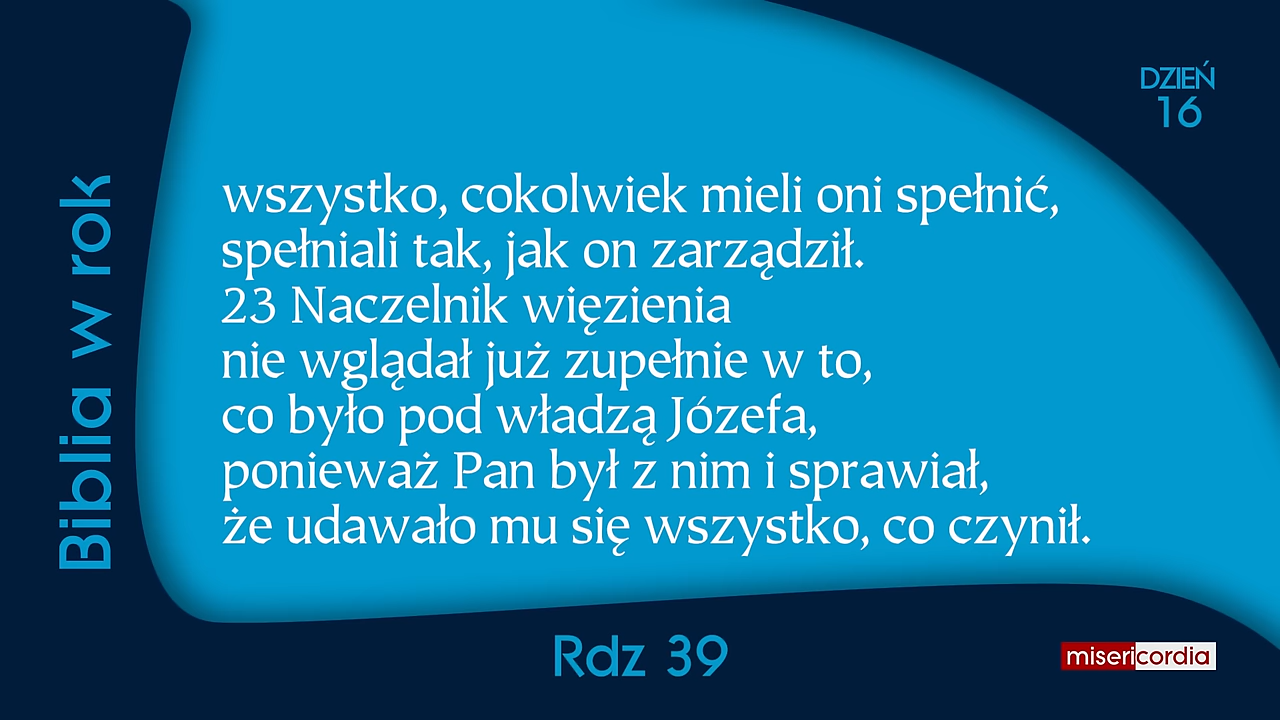 DZIEŃ
16
Biblia w rok
wszystko, cokolwiek mieli oni spełnić,
spełniali tak, jak on zarządził.
23 Naczelnik więzienia
nie wglądał już zupełnie w to,
co było pod władzą Józefa,
ponieważ Pan był z nim i sprawiał,
że udawało mu się wszystko, co czynił.
Rdz 39
misericordia